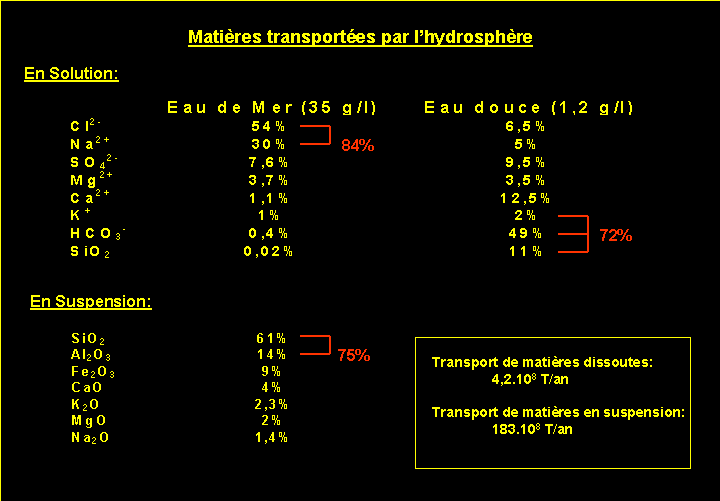 Matières transportées par l'hydrosphère
En Solution:
Eau de Mer (35 g/l) Eau douce (1,2 g/l)
Cl²⁻ 54% 6,5%
Na²⁺ 30% 84% 5%
SO₄²⁻ 7,6% 9,5%
Mg²⁺ 3,7% 3,5%
Ca²⁺ 1,1% 12,5%
K⁺ 1% 2%
HCO₃⁻ 0,4% 49% 72%
SiO₂ 0,02% 11%
En Suspension:
SiO₂ 61%
Al₂O₃ 14% 75%
Fe₂O₃ 9%
CaO 4%
K₂O 2,3%
MgO 2%
Na₂O 1,4%
Transport de matières dissoutes:
4,2.10⁸ T/an
Transport de matières en suspension:
183.10⁸ T/an